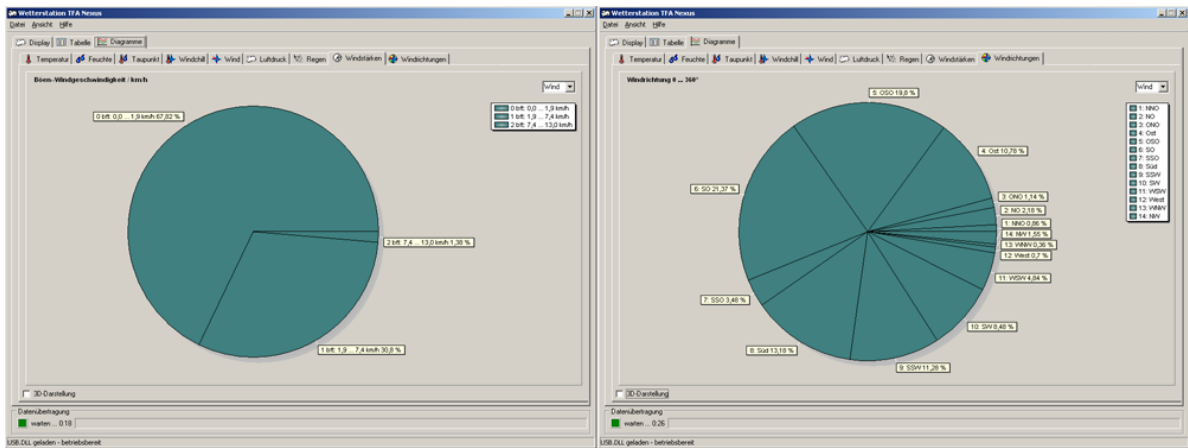 Wetterstation TFA Nexus
Datei Ansicht Hilfe
Display Tabelle Diagramme
Temperatur Feuchte Taupunkt Windchill Wind Luftdruck Regen Windstärken Windrichtungen
Böen-Windgeschwindigkeit / km/h
Wind
0 bft: 0,0 ... 1,9 km/h
1 bft: 1,9 ... 7,4 km/h
2 bft: 7,4 ... 13,0 km/h
0 bft: 0,0 ... 1,9 km/h 67,82 %
2 bft: 7,4 ... 13,0 km/h 1,38 %
1 bft: 1,9 ... 7,4 km/h 30,8 %
3D-Darstellung
Datenübertragung
warten ... 0:18
USB.DLL geladen - betriebsbereit
Wetterstation TFA Nexus
Datei Ansicht Hilfe
Display Tabelle Diagramme
Temperatur Feuchte Taupunkt Windchill Wind Luftdruck Regen Windstärken Windrichtungen
Windrichtung 0 ... 360°
Wind
1: NNO
2: NO
3: ONO
4: Ost
5: OSO
6: SO
7: SSO
8: Süd
9: SSW
10: SW
11: WSW
12: West
13: WNW
14: NW
5: OSO 19,8 %
4: Ost 10,78 %
6: SO 21,37 %
3: ONO 1,14 %
2: NO 2,18 %
1: NNO 0,86 %
14: NW 1,55 %
13: WNW 0,36 %
12: West 0,7 %
11: WSW 4,84 %
7: SSO 3,48 %
10: SW 8,48 %
8: Süd 13,18 %
9: SSW 11,28 %
3D-Darstellung
Datenübertragung
warten ... 0:26
USB.DLL geladen - betriebsbereit